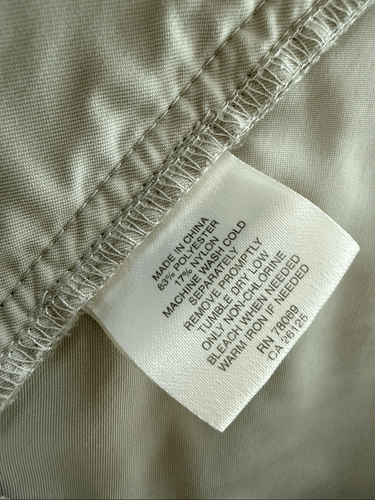 MADE IN CHINA
83% POLYESTER
17% NYLON
MACHINE WASH COLD
SEPARATELY
REMOVE PROMPTLY
TUMBLE DRY LOW
ONLY NON-CHLORINE
BLEACH WHEN NEEDED
WARM IRON IF NEEDED
RN 78069
CA 26125